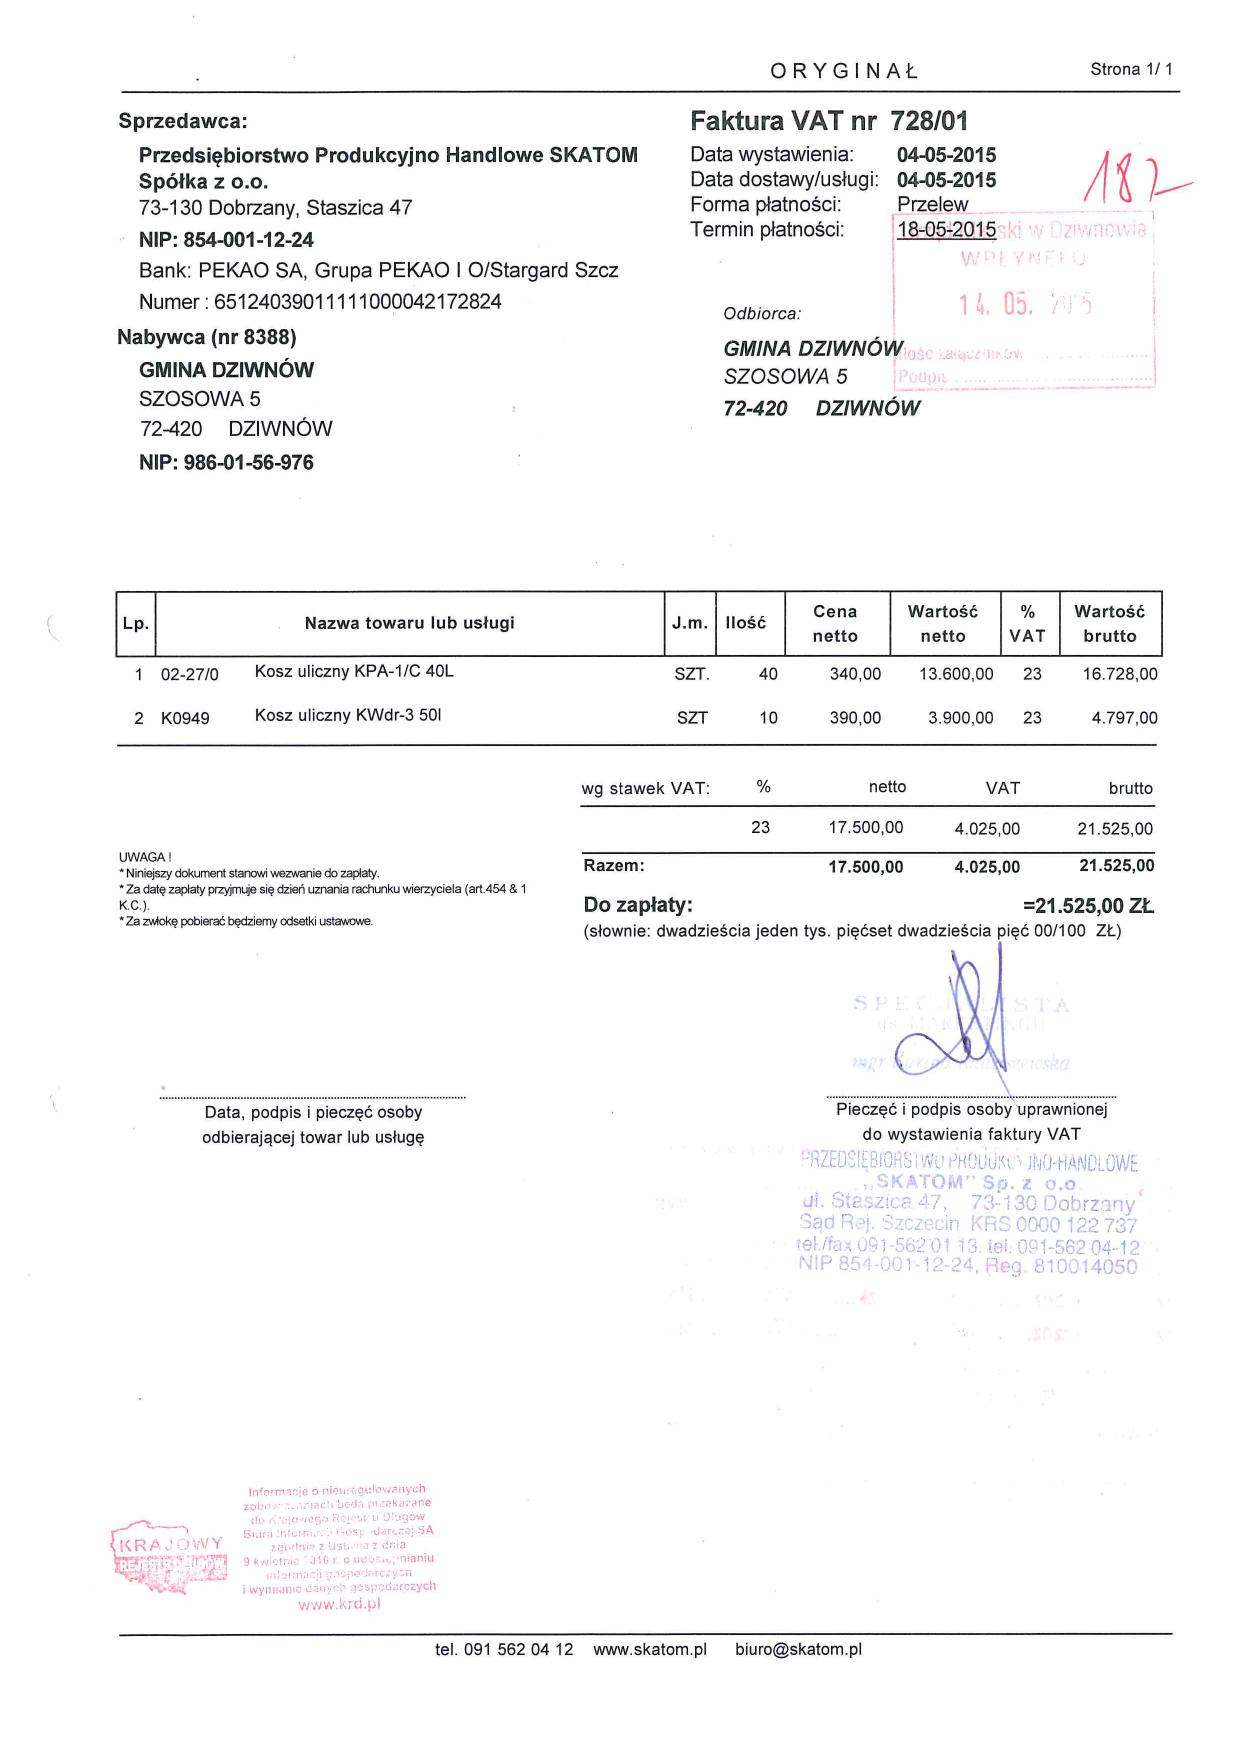 ORYGINAŁ Strona 1/ 1
Sprzedawca:
Przedsiębiorstwo Produkcyjno Handlowe SKATOM
Spółka z o.o.
73-130 Dobrzany, Staszica 47
NIP: 854-001-12-24
Bank: PEKAO SA, Grupa PEKAO I O/Stargard Szcz
Numer : 65124039011111000042172824
Nabywca (nr 8388)
GMINA DZIWNÓW
SZOSOWA 5
72-420 DZIWNÓW
NIP: 986-01-56-976
Faktura VAT nr 728/01
Data wystawienia: 04-05-2015
Data dostawy/usługi: 04-05-2015
Forma płatności: Przelew
Termin płatności: 18-05-2015
182
w Dziwnowie
WPŁYNĘŁO
14. 05.
Ilość załączników
Podpis
Odbiorca:
GMINA DZIWNÓW
SZOSOWA 5
72-420 DZIWNÓW
Lp. Nazwa towaru lub usługi J.m. Ilość Cena netto Wartość netto % VAT Wartość brutto
1 02-27/0 Kosz uliczny KPA-1/C 40L SZT. 40 340,00 13.600,00 23 16.728,00
2 K0949 Kosz uliczny KWdr-3 50l SZT 10 390,00 3.900,00 23 4.797,00
wg stawek VAT: % netto VAT brutto
23 17.500,00 4.025,00 21.525,00
Razem: 17.500,00 4.025,00 21.525,00
Do zapłaty: =21.525,00 ZŁ
(słownie: dwadzieścia jeden tys. pięćset dwadzieścia pięć 00/100 ZŁ)
UWAGA !
* Niniejszy dokument stanowi wezwanie do zapłaty.
* Za datę zapłaty przyjmuje się dzień uznania rachunku wierzyciela (art.454 & 1
K.C.).
* Za zwłokę pobierać będziemy odsetki ustawowe.
SPECJALISTA
ds MARKETINGU
mgr
Data, podpis i pieczęć osoby
odbierającej towar lub usługę
Pieczęć i podpis osoby uprawnionej
do wystawienia faktury VAT
PRZEDSIĘBIORSTWO PRODUKCYJNO-HANDLOWE
„SKATOM" Sp. z o.o.
ul. Staszica 47, 73-130 Dobrzany
Sąd Rej. Szczecin KRS 0000 122 737
tel./fax 091-562 01 13, tel. 091-562 04-12
NIP 854-001-12-24, Reg. 810014050
KRAJOWY
REJESTR DŁUGÓW
Informacje o nieuregulowanych
zobowiązaniach będą przekazane
do Krajowego Rejestru Długów
Biura Informacji Gospodarczej SA
zgodnie z Ustawą z dnia
9 kwietnia 2010 r. o udostępnianiu
informacji gospodarczych
i wymianie danych gospodarczych
www.krd.pl
tel. 091 562 04 12 www.skatom.pl biuro@skatom.pl